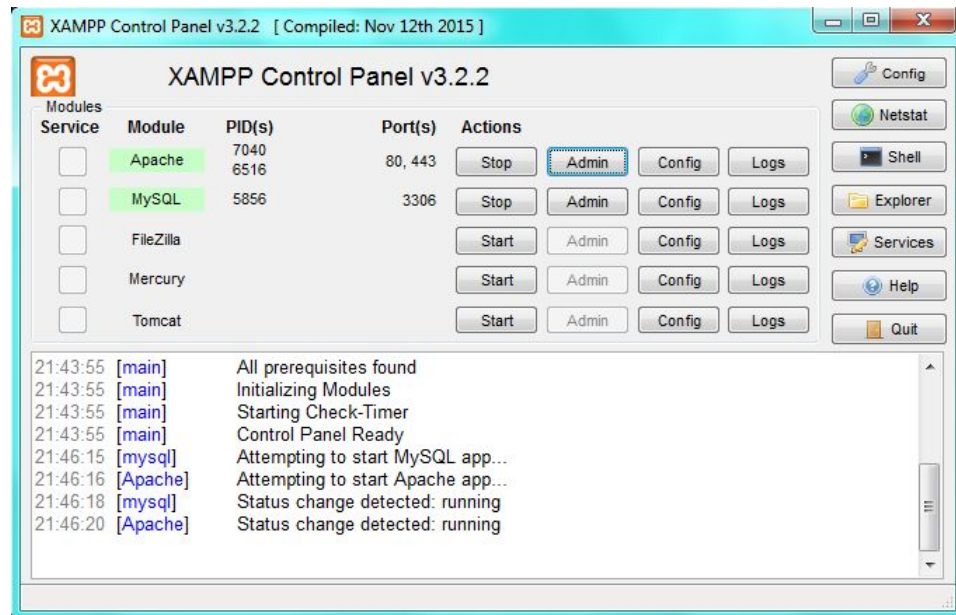 XAMPP Control Panel v3.2.2 [ Compiled: Nov 12th 2015 ]
XAMPP Control Panel v3.2.2
Config
Netstat
Shell
Explorer
Services
Help
Quit
Modules
Service Module PID(s) Port(s) Actions
Apache 7040 6516 80, 443 Stop Admin Config Logs
MySQL 5856 3306 Stop Admin Config Logs
FileZilla Start Admin Config Logs
Mercury Start Admin Config Logs
Tomcat Start Admin Config Logs
21:43:55 [main] All prerequisites found
21:43:55 [main] Initializing Modules
21:43:55 [main] Starting Check-Timer
21:43:55 [main] Control Panel Ready
21:46:15 [mysql] Attempting to start MySQL app...
21:46:16 [Apache] Attempting to start Apache app...
21:46:18 [mysql] Status change detected: running
21:46:20 [Apache] Status change detected: running